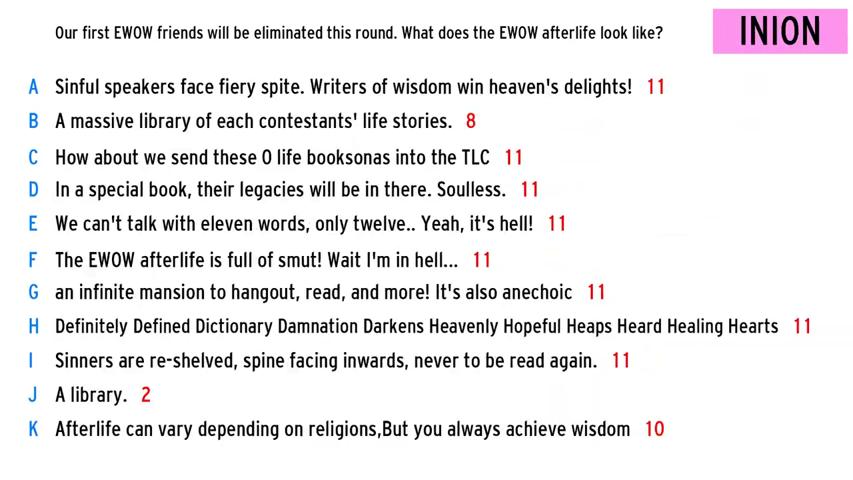 Our first EWOW friends will be eliminated this round. What does the EWOW afterlife look like?
INION
A Sinful speakers face fiery spite. Writers of wisdom win heaven's delights! 11
B A massive library of each contestants' life stories. 8
C How about we send these 0 life booksonas into the TLC 11
D In a special book, their legacies will be in there. Soulless. 11
E We can't talk with eleven words, only twelve.. Yeah, it's hell! 11
F The EWOW afterlife is full of smut! Wait I'm in hell... 11
G an infinite mansion to hangout, read, and more! It's also anechoic 11
H Definitely Defined Dictionary Damnation Darkens Heavenly Hopeful Heaps Heard Healing Hearts 11
I Sinners are re-shelved, spine facing inwards, never to be read again. 11
J A library. 2
K Afterlife can vary depending on religions,But you always achieve wisdom 10